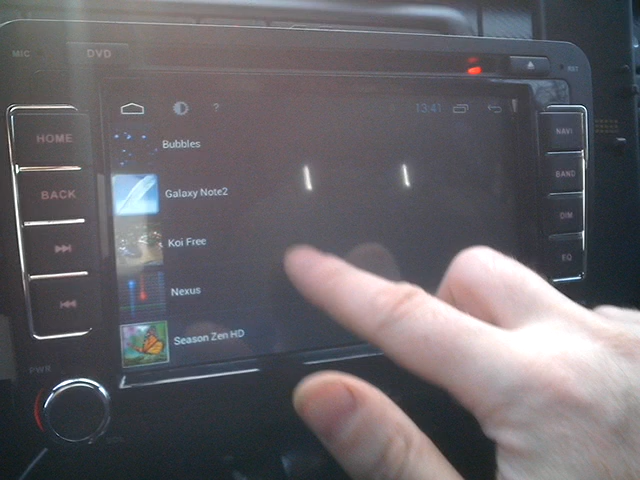 MIC
DVD
RST
?
13:41
HOME
BACK
Bubbles
Galaxy Note2
Koi Free
Nexus
Season Zen HD
NAVI
BAND
DIM
EQ
PWR